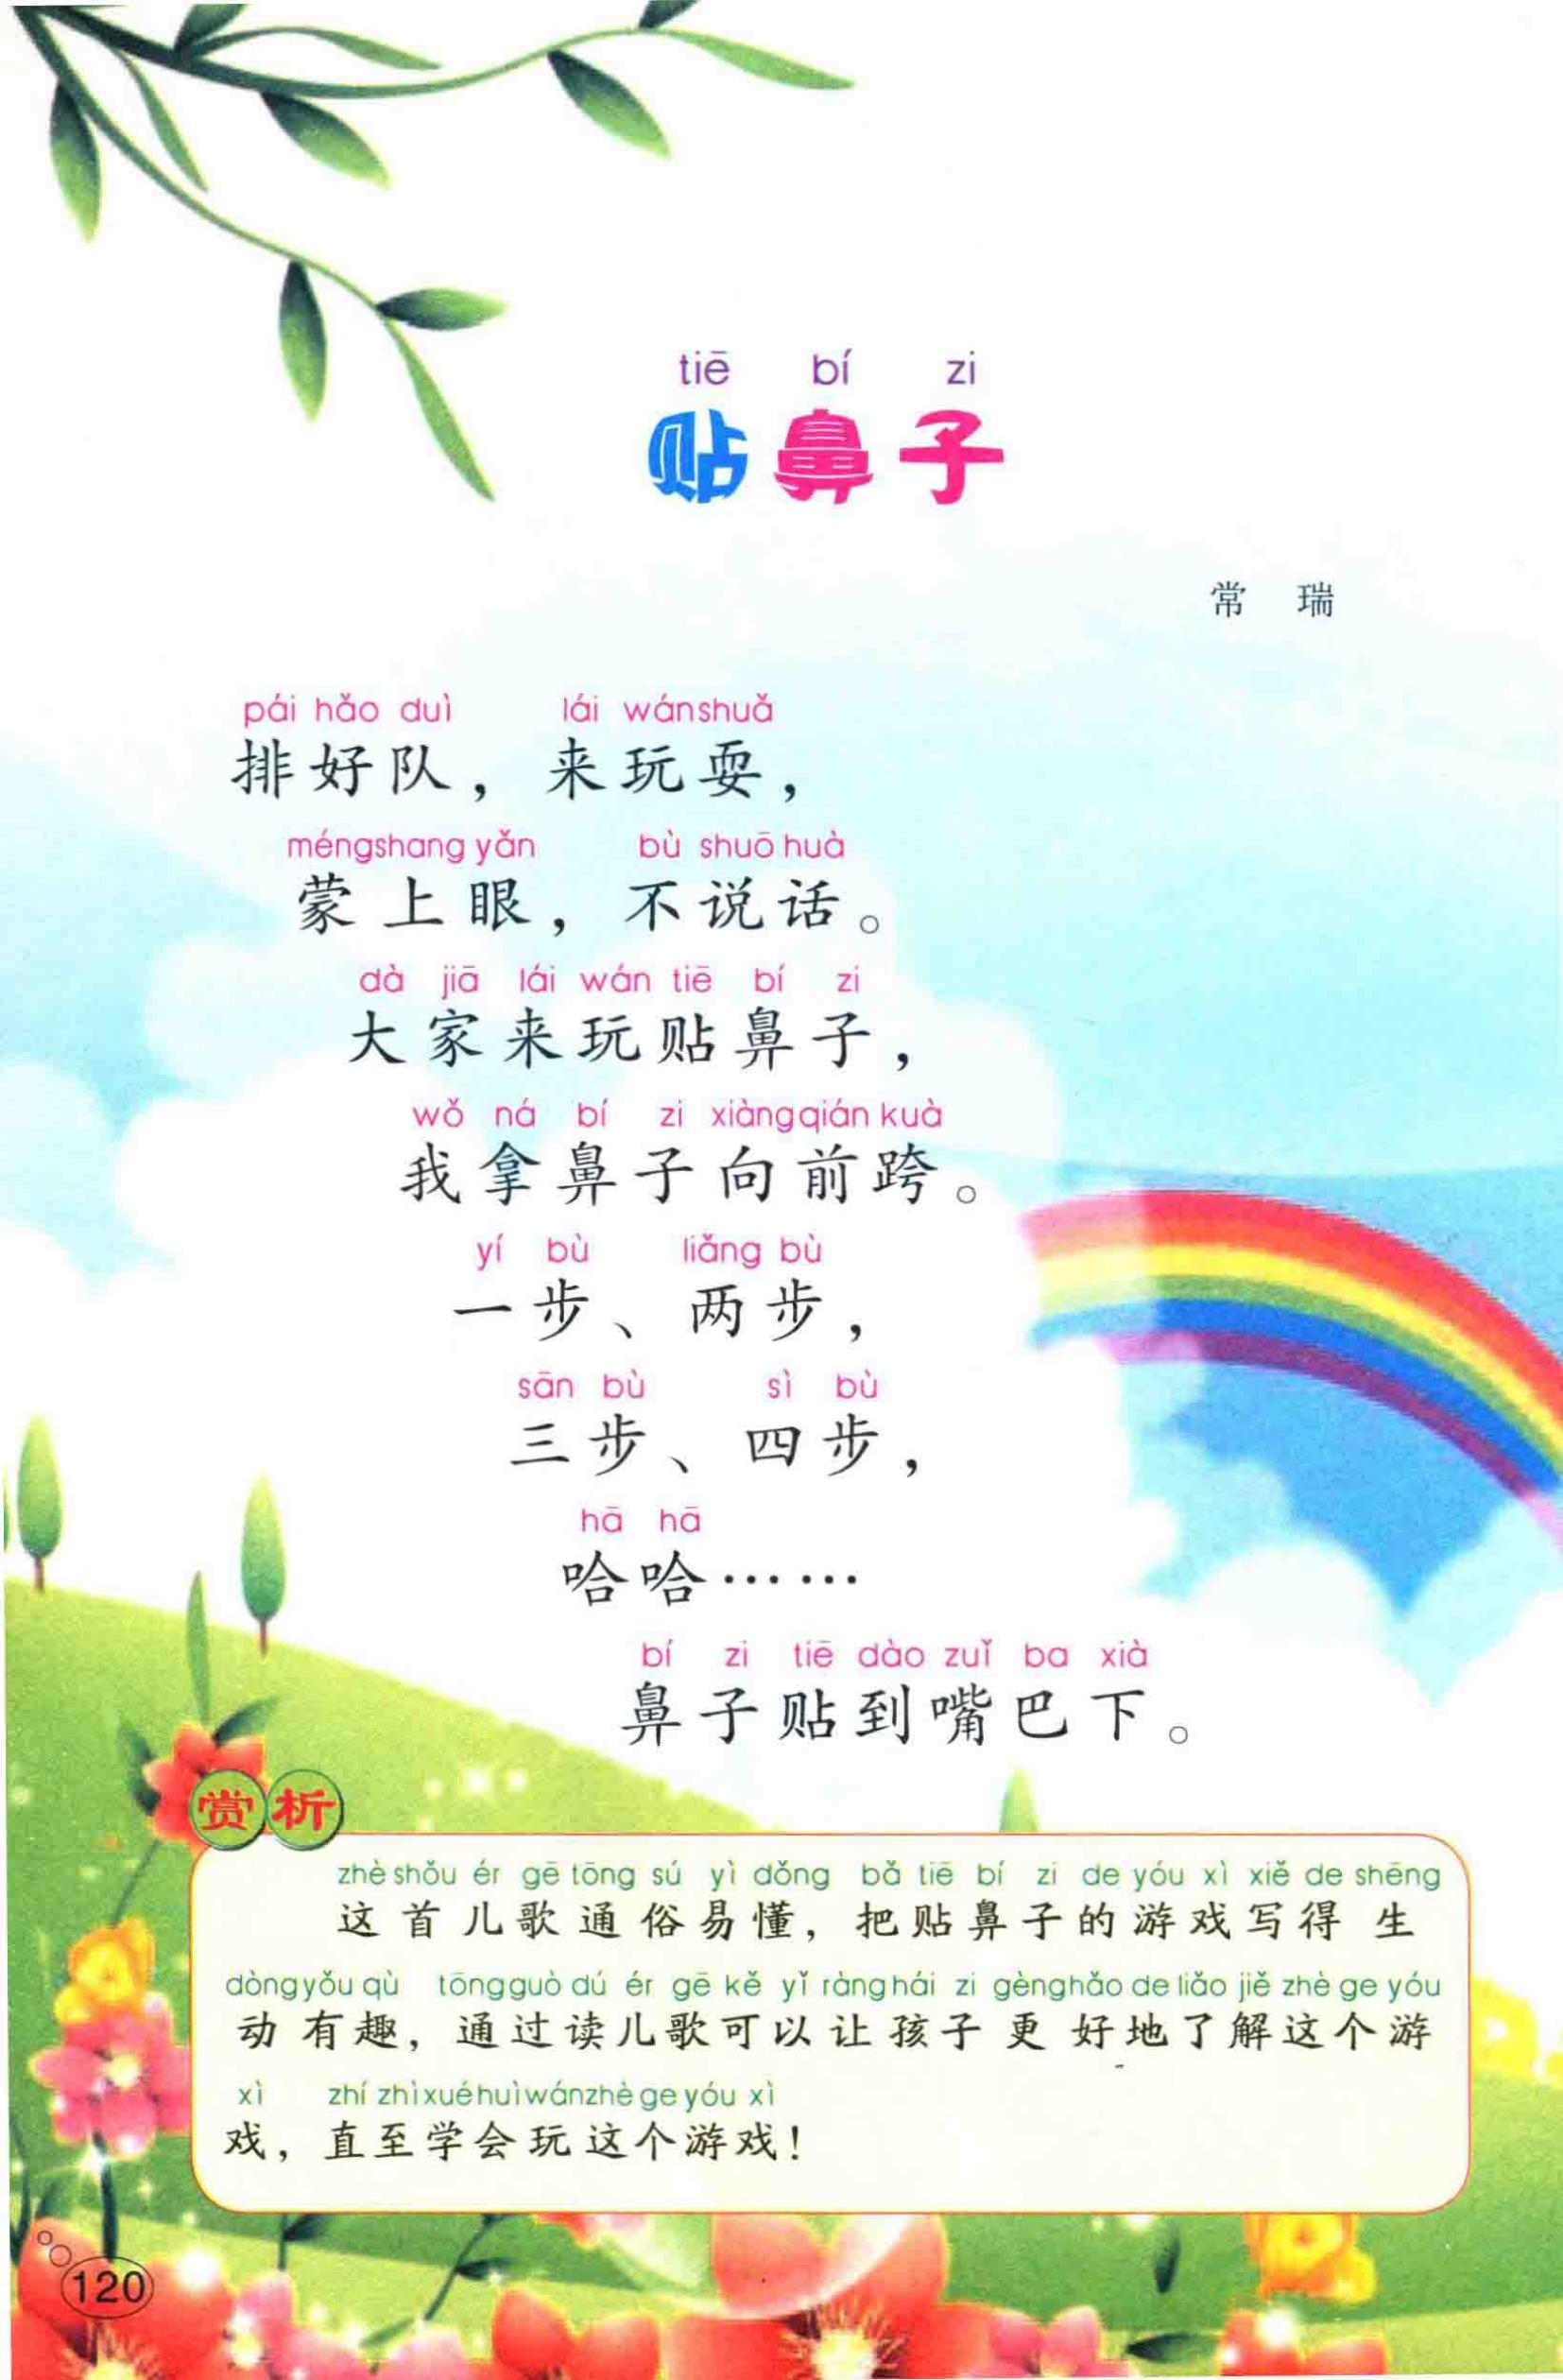 tiē bí zi
贴鼻子
常 瑞
pái hǎo duì lái wánshuǎ
排好队，来玩耍，
méngshang yǎn bù shuō huà
蒙上眼，不说话。
dà jiā lái wán tiē bí zi
大家来玩贴鼻子，
wǒ ná bí zi xiàngqián kuà
我拿鼻子向前跨。
yí bù liǎng bù
一步、两步，
sān bù sì bù
三步、四步，
hā hā
哈哈……
bí zi tiē dào zuǐ ba xià
鼻子贴到嘴巴下。
赏析
zhè shǒu ér gē tōng sú yì dǒng bǎ tiē bí zi de yóu xì xiě de shēng
这首儿歌通俗易懂，把贴鼻子的游戏写得生
dòng yǒu qù tōng guò dú ér gē kě yǐ ràng hái zi gèng hǎo de liǎo jiě zhè ge yóu
动有趣，通过读儿歌可以让孩子更好地了解这个游
xì zhí zhì xué huì wán zhè ge yóu xì
戏，直至学会玩这个游戏！
120